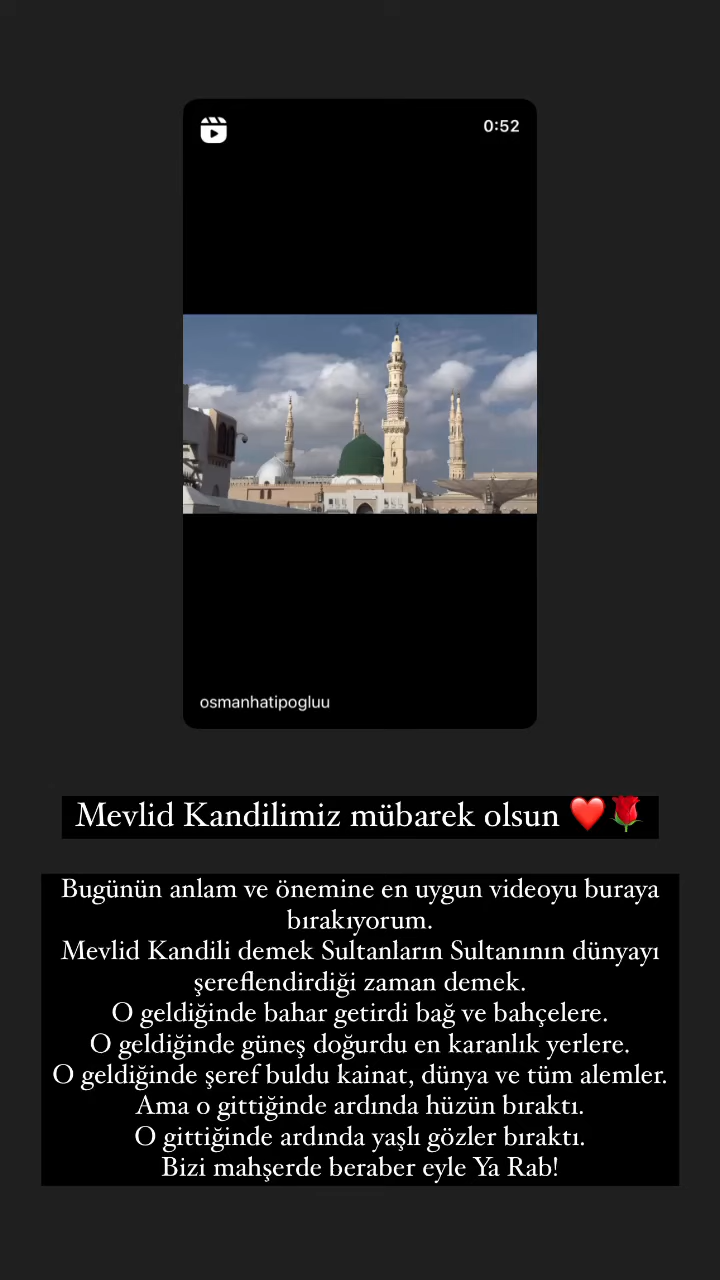 0:52
osmanhatipogluu
Mevlid Kandilimiz mübarek olsun ❤️🌹
Bugünün anlam ve önemine en uygun videoyu buraya
bırakıyorum.
Mevlid Kandili demek Sultanların Sultanının dünyayı
şereflendirdiği zaman demek.
O geldiğinde bahar getirdi bağ ve bahçelere.
O geldiğinde güneş doğurdu en karanlık yerlere.
O geldiğinde şeref buldu kainat, dünya ve tüm alemler.
Ama o gittiğinde ardında hüzün bıraktı.
O gittiğinde ardında yaşlı gözler bıraktı.
Bizi mahşerde beraber eyle Ya Rab!